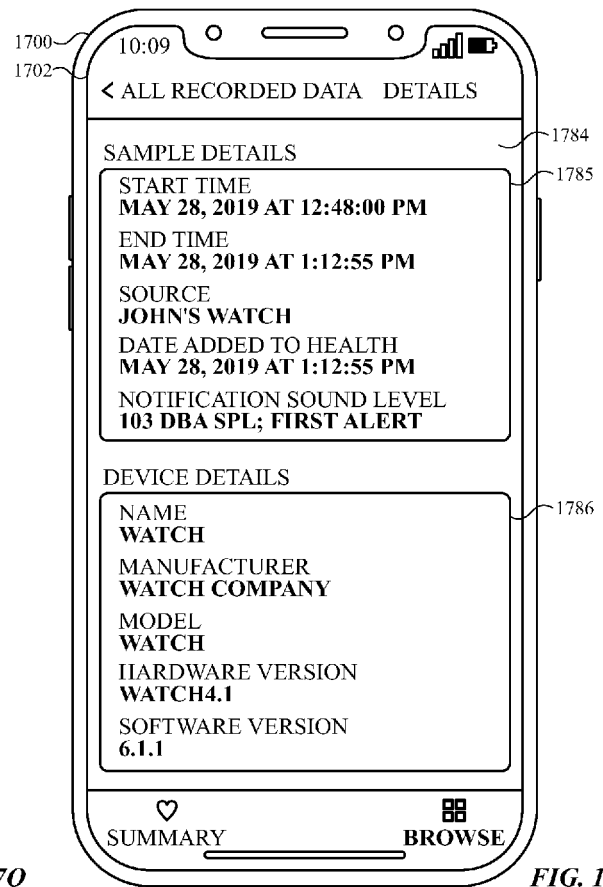 1700
1702
10:09
< ALL RECORDED DATA DETAILS
1784
SAMPLE DETAILS
1785
START TIME
MAY 28, 2019 AT 12:48:00 PM
END TIME
MAY 28, 2019 AT 1:12:55 PM
SOURCE
JOHN'S WATCH
DATE ADDED TO HEALTH
MAY 28, 2019 AT 1:12:55 PM
NOTIFICATION SOUND LEVEL
103 DBA SPL; FIRST ALERT
DEVICE DETAILS
1786
NAME
WATCH
MANUFACTURER
WATCH COMPANY
MODEL
WATCH
HARDWARE VERSION
WATCH4.1
SOFTWARE VERSION
6.1.1
SUMMARY BROWSE
7O FIG. 1